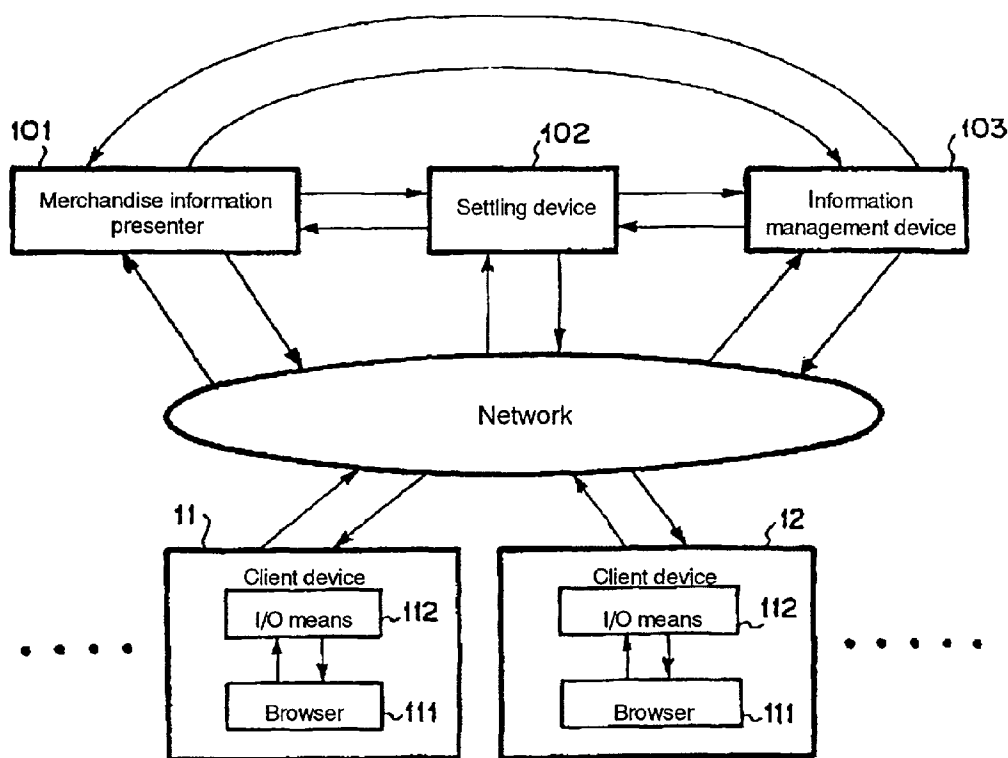 101
102
103
Merchandise information
presenter
Settling device
Information
management device
Network
11
12
Client device
I/O means
112
Browser
111
Client device
I/O means
112
Browser
111